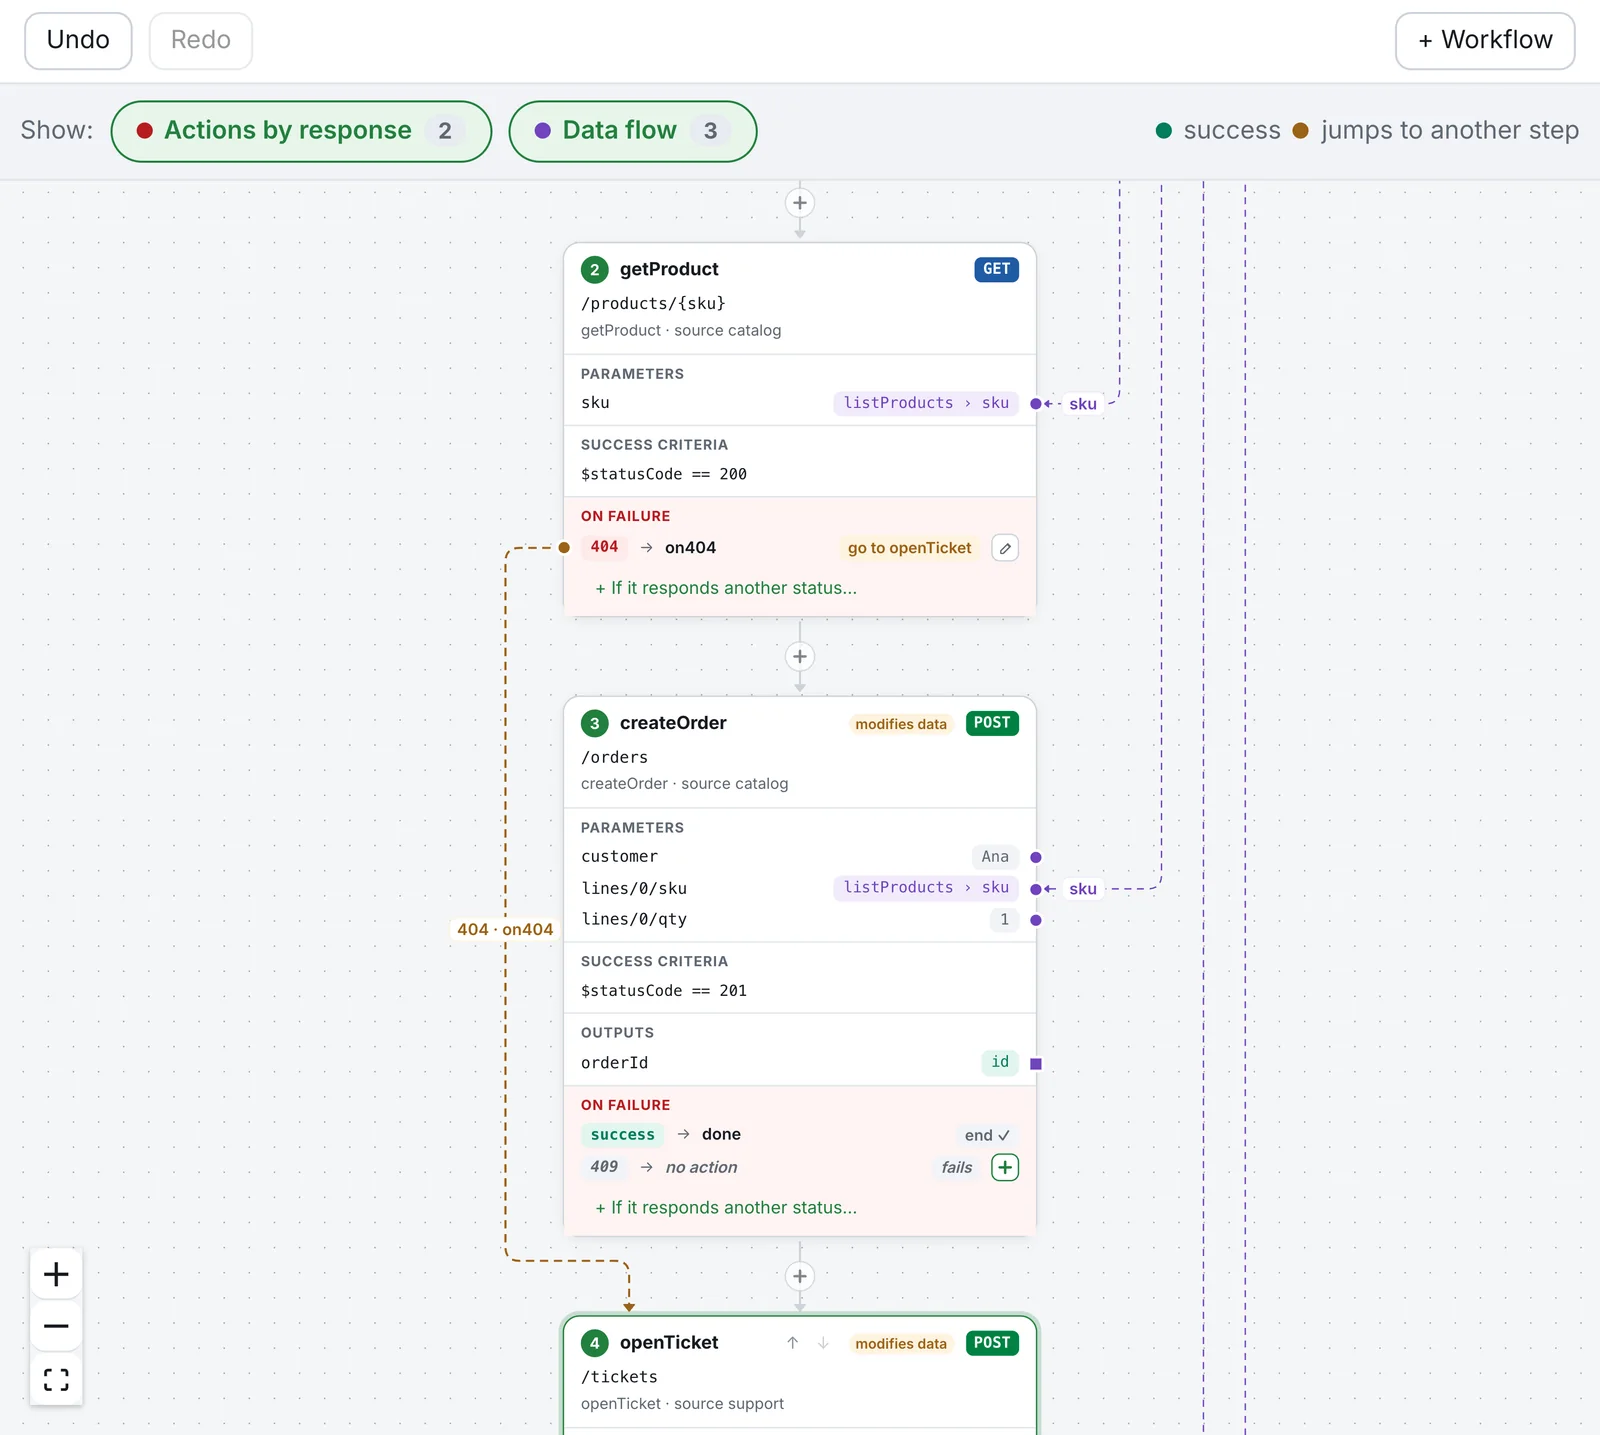 Undo
Redo
+ Workflow
Show:
Actions by response 2
Data flow 3
success
jumps to another step
2 getProduct GET
/products/{sku}
getProduct · source catalog
PARAMETERS
sku listProducts › sku
sku
SUCCESS CRITERIA
$statusCode == 200
ON FAILURE
404 → on404 go to openTicket
+ If it responds another status...
3 createOrder modifies data POST
/orders
createOrder · source catalog
PARAMETERS
customer Ana
lines/0/sku listProducts › sku
sku
lines/0/qty 1
404 · on404
SUCCESS CRITERIA
$statusCode == 201
OUTPUTS
orderId id
ON FAILURE
success → done end ✓
409 → no action fails
+ If it responds another status...
4 openTicket ↑ ↓ modifies data POST
/tickets
openTicket · source support